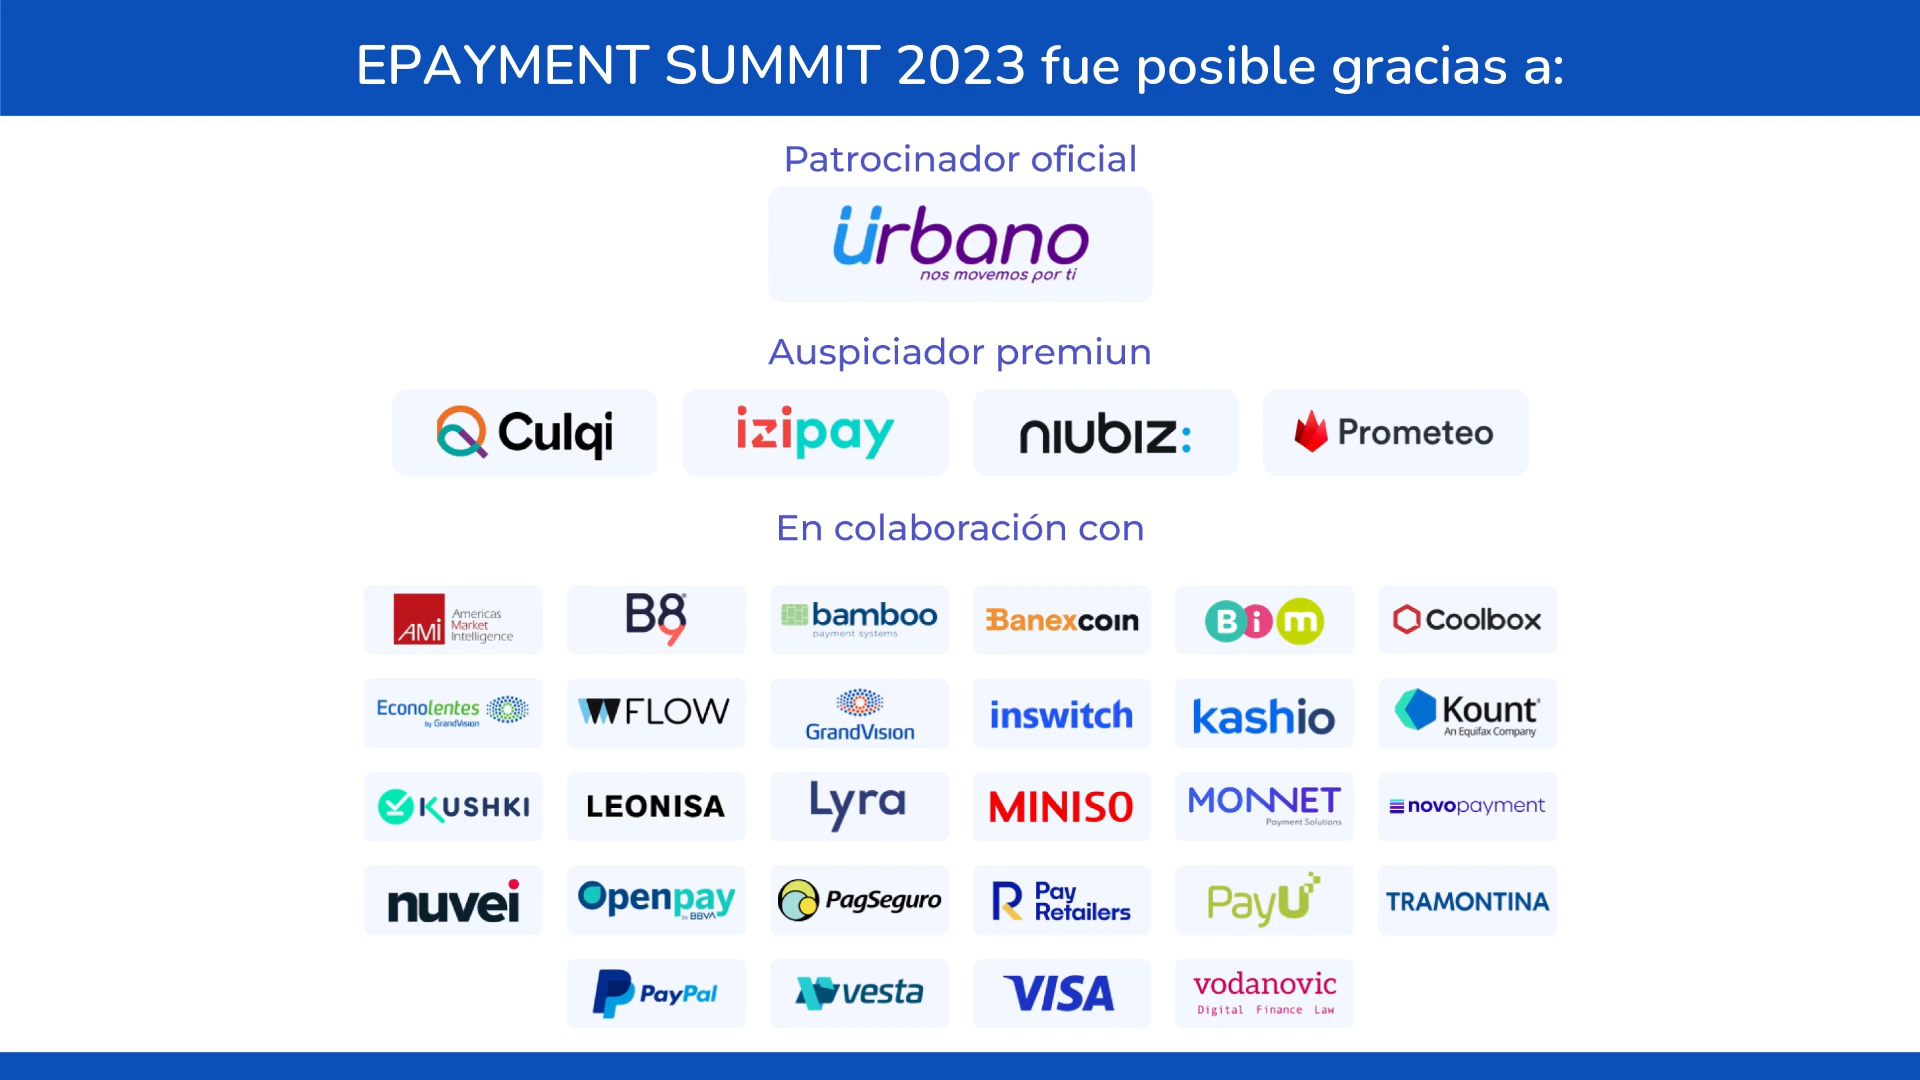 EPAYMENT SUMMIT 2023 fue posible gracias a:
Patrocinador oficial
ürbano
nos movemos por ti
Auspiciador premiun
Culqi
izipay
niubiz:
Prometeo
En colaboración con
AMi Americas Market Intelligence
B89
bamboo
payment systems
Banexcoin
Bim
Coolbox
Econolentes
by GrandVision
FLOW
GrandVision
inswitch
kashio
Kount
An Equifax Company
KUSHKI
LEONISA
Lyra
MINISO
MONNET
Payment Solutions
novopayment
nuvei
Openpay
by BBVA
PagSeguro
Pay
Retailers
PayU
TRAMONTINA
PayPal
vesta
VISA
vodanovic
Digital Finance Law